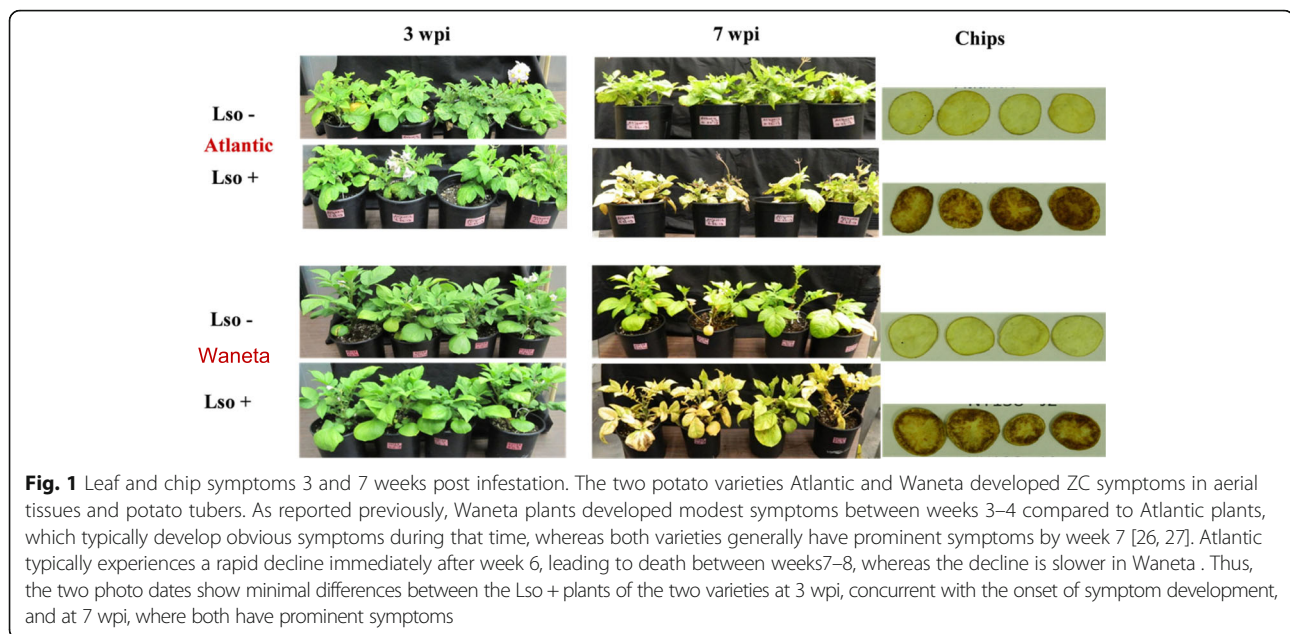 3 wpi 7 wpi Chips
Lso -
Atlantic
Lso +
Lso -
Waneta
Lso +
Fig. 1 Leaf and chip symptoms 3 and 7 weeks post infestation. The two potato varieties Atlantic and Waneta developed ZC symptoms in aerial
tissues and potato tubers. As reported previously, Waneta plants developed modest symptoms between weeks 3–4 compared to Atlantic plants,
which typically develop obvious symptoms during that time, whereas both varieties generally have prominent symptoms by week 7 [26, 27]. Atlantic
typically experiences a rapid decline immediately after week 6, leading to death between weeks7–8, whereas the decline is slower in Waneta . Thus,
the two photo dates show minimal differences between the Lso + plants of the two varieties at 3 wpi, concurrent with the onset of symptom development,
and at 7 wpi, where both have prominent symptoms